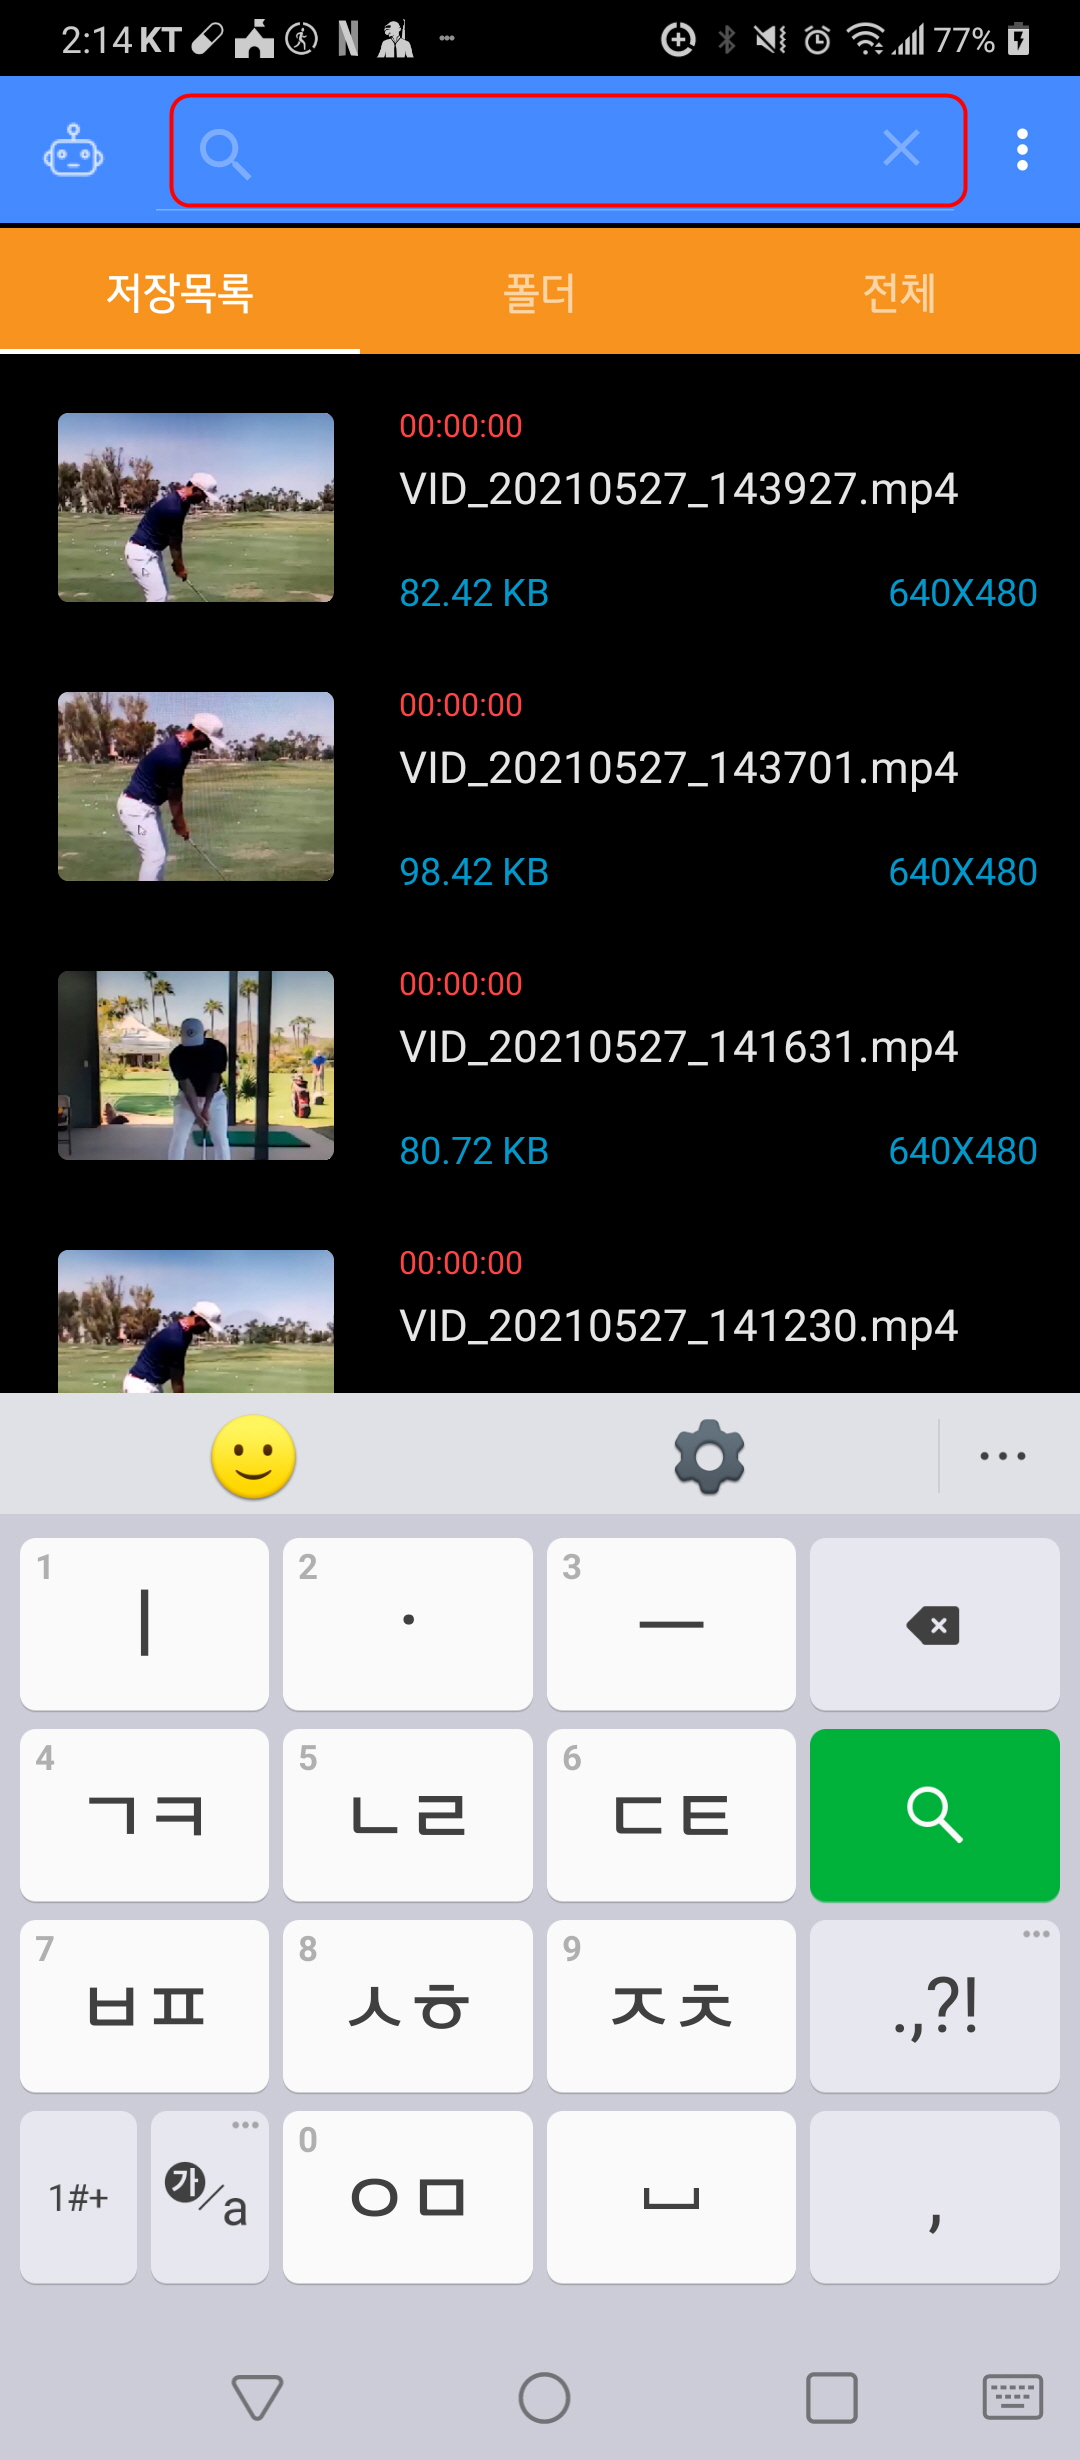 2:14 KT 77%
저장목록 폴더 전체
00:00:00
VID_20210527_143927.mp4
82.42 KB 640X480
00:00:00
VID_20210527_143701.mp4
98.42 KB 640X480
00:00:00
VID_20210527_141631.mp4
80.72 KB 640X480
00:00:00
VID_20210527_141230.mp4
1 ㅣ 2 · 3 ㅡ
4 ㄱㅋ 5 ㄴㄹ 6 ㄷㅌ
7 ㅂㅍ 8 ㅅㅎ 9 ㅈㅊ .,?!
1#+ 가/a 0 ㅇㅁ ,